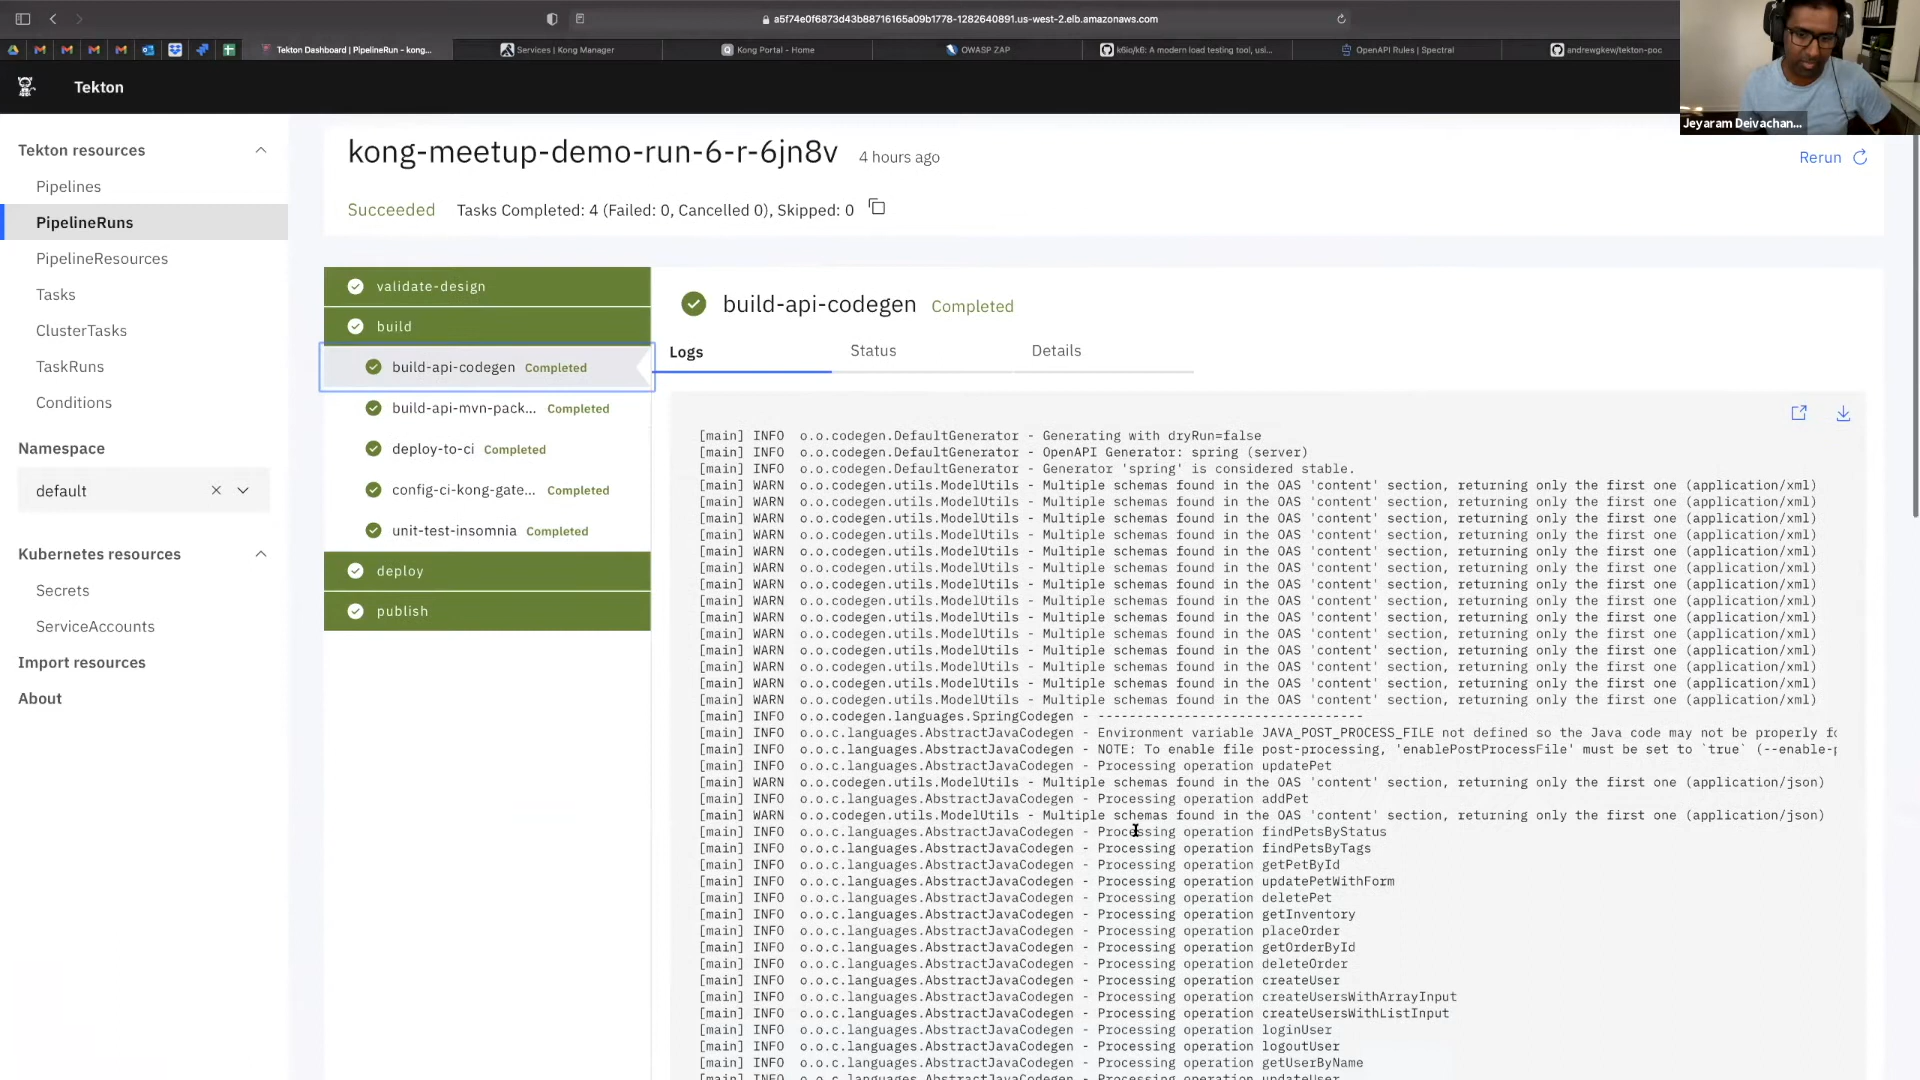 a5f74e0f6873d43b88716165a09b1778-1282640891.us-west-2.elb.amazonaws.com
Tekton Dashboard | PipelineRun - kong...
Services | Kong Manager
Kong Portal - Home
OWASP ZAP
k6io/k6: A modern load testing tool, usi...
OpenAPI Rules | Spectral
andrewgkew/tekton-poc
Jeyaram Deivachan...
Tekton
Tekton resources
Pipelines
PipelineRuns
PipelineResources
Tasks
ClusterTasks
TaskRuns
Conditions
Namespace
default
Kubernetes resources
Secrets
ServiceAccounts
Import resources
About
kong-meetup-demo-run-6-r-6jn8v 4 hours ago
Rerun
Succeeded Tasks Completed: 4 (Failed: 0, Cancelled 0), Skipped: 0
validate-design
build
build-api-codegen Completed
build-api-mvn-pack... Completed
deploy-to-ci Completed
config-ci-kong-gate... Completed
unit-test-insomnia Completed
deploy
publish
build-api-codegen Completed
Logs Status Details
[main] INFO o.o.codegen.DefaultGenerator - Generating with dryRun=false
[main] INFO o.o.codegen.DefaultGenerator - OpenAPI Generator: spring (server)
[main] INFO o.o.codegen.DefaultGenerator - Generator 'spring' is considered stable.
[main] WARN o.o.codegen.utils.ModelUtils - Multiple schemas found in the OAS 'content' section, returning only the first one (application/xml)
[main] WARN o.o.codegen.utils.ModelUtils - Multiple schemas found in the OAS 'content' section, returning only the first one (application/xml)
[main] WARN o.o.codegen.utils.ModelUtils - Multiple schemas found in the OAS 'content' section, returning only the first one (application/xml)
[main] WARN o.o.codegen.utils.ModelUtils - Multiple schemas found in the OAS 'content' section, returning only the first one (application/xml)
[main] WARN o.o.codegen.utils.ModelUtils - Multiple schemas found in the OAS 'content' section, returning only the first one (application/xml)
[main] WARN o.o.codegen.utils.ModelUtils - Multiple schemas found in the OAS 'content' section, returning only the first one (application/xml)
[main] WARN o.o.codegen.utils.ModelUtils - Multiple schemas found in the OAS 'content' section, returning only the first one (application/xml)
[main] WARN o.o.codegen.utils.ModelUtils - Multiple schemas found in the OAS 'content' section, returning only the first one (application/xml)
[main] WARN o.o.codegen.utils.ModelUtils - Multiple schemas found in the OAS 'content' section, returning only the first one (application/xml)
[main] WARN o.o.codegen.utils.ModelUtils - Multiple schemas found in the OAS 'content' section, returning only the first one (application/xml)
[main] WARN o.o.codegen.utils.ModelUtils - Multiple schemas found in the OAS 'content' section, returning only the first one (application/xml)
[main] WARN o.o.codegen.utils.ModelUtils - Multiple schemas found in the OAS 'content' section, returning only the first one (application/xml)
[main] WARN o.o.codegen.utils.ModelUtils - Multiple schemas found in the OAS 'content' section, returning only the first one (application/xml)
[main] WARN o.o.codegen.utils.ModelUtils - Multiple schemas found in the OAS 'content' section, returning only the first one (application/xml)
[main] INFO o.o.codegen.languages.SpringCodegen - ----------------------------------
[main] INFO o.o.c.languages.AbstractJavaCodegen - Environment variable JAVA_POST_PROCESS_FILE not defined so the Java code may not be properly fo
[main] INFO o.o.c.languages.AbstractJavaCodegen - NOTE: To enable file post-processing, 'enablePostProcessFile' must be set to `true` (--enable-p
[main] INFO o.o.c.languages.AbstractJavaCodegen - Processing operation updatePet
[main] WARN o.o.codegen.utils.ModelUtils - Multiple schemas found in the OAS 'content' section, returning only the first one (application/json)
[main] INFO o.o.c.languages.AbstractJavaCodegen - Processing operation addPet
[main] WARN o.o.codegen.utils.ModelUtils - Multiple schemas found in the OAS 'content' section, returning only the first one (application/json)
[main] INFO o.o.c.languages.AbstractJavaCodegen - Processing operation findPetsByStatus
[main] INFO o.o.c.languages.AbstractJavaCodegen - Processing operation findPetsByTags
[main] INFO o.o.c.languages.AbstractJavaCodegen - Processing operation getPetById
[main] INFO o.o.c.languages.AbstractJavaCodegen - Processing operation updatePetWithForm
[main] INFO o.o.c.languages.AbstractJavaCodegen - Processing operation deletePet
[main] INFO o.o.c.languages.AbstractJavaCodegen - Processing operation getInventory
[main] INFO o.o.c.languages.AbstractJavaCodegen - Processing operation placeOrder
[main] INFO o.o.c.languages.AbstractJavaCodegen - Processing operation getOrderById
[main] INFO o.o.c.languages.AbstractJavaCodegen - Processing operation deleteOrder
[main] INFO o.o.c.languages.AbstractJavaCodegen - Processing operation createUser
[main] INFO o.o.c.languages.AbstractJavaCodegen - Processing operation createUsersWithArrayInput
[main] INFO o.o.c.languages.AbstractJavaCodegen - Processing operation createUsersWithListInput
[main] INFO o.o.c.languages.AbstractJavaCodegen - Processing operation loginUser
[main] INFO o.o.c.languages.AbstractJavaCodegen - Processing operation logoutUser
[main] INFO o.o.c.languages.AbstractJavaCodegen - Processing operation getUserByName
[main] INFO o.o.c.languages.AbstractJavaCodegen - Processing operation updateUser